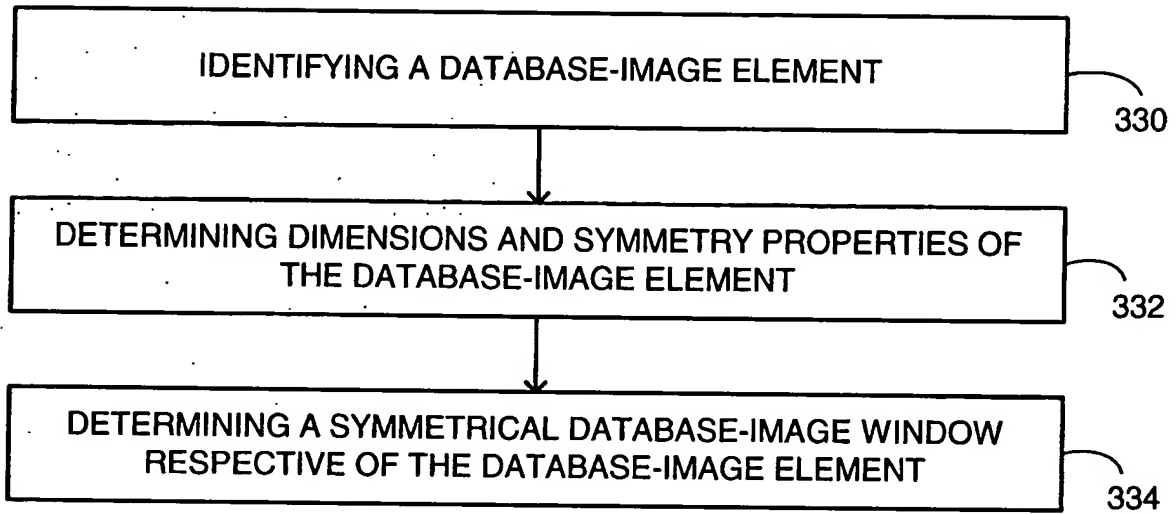 IDENTIFYING A DATABASE-IMAGE ELEMENT
330
DETERMINING DIMENSIONS AND SYMMETRY PROPERTIES OF
THE DATABASE-IMAGE ELEMENT
332
DETERMINING A SYMMETRICAL DATABASE-IMAGE WINDOW
RESPECTIVE OF THE DATABASE-IMAGE ELEMENT
334